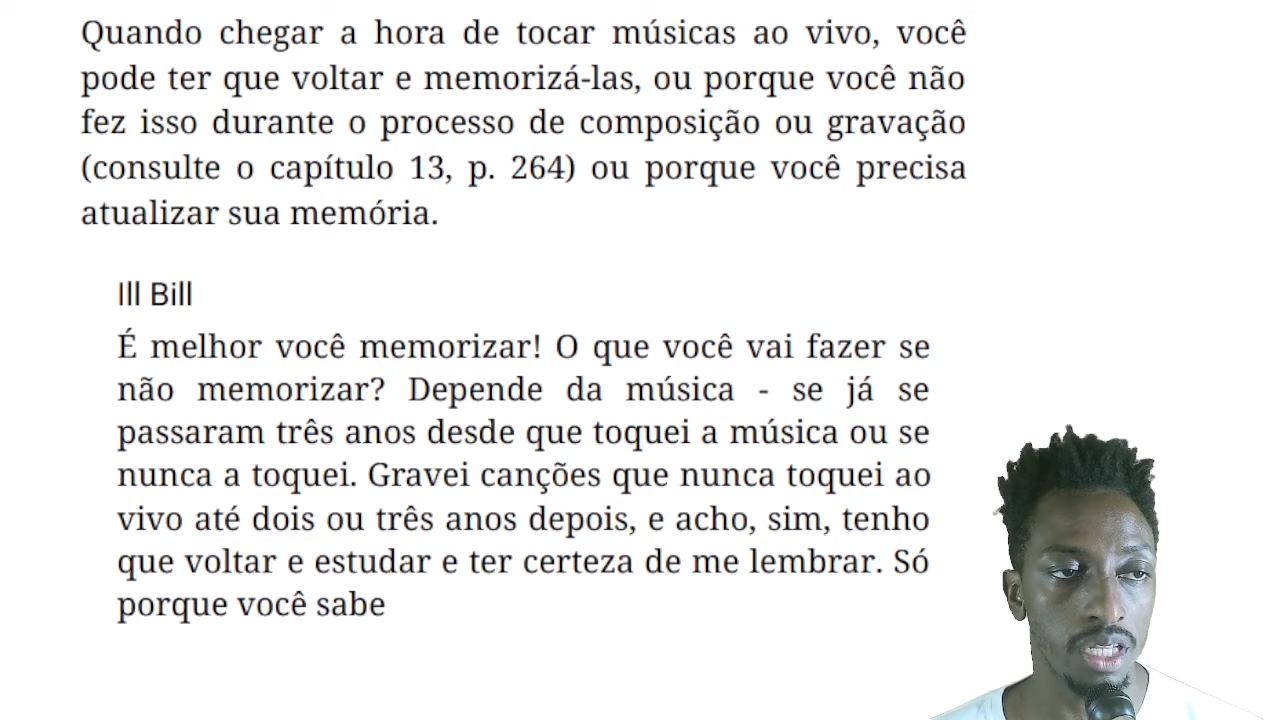 Quando chegar a hora de tocar músicas ao vivo, você
pode ter que voltar e memorizá-las, ou porque você não
fez isso durante o processo de composição ou gravação
(consulte o capítulo 13, p. 264) ou porque você precisa
atualizar sua memória.
Ill Bill
É melhor você memorizar! O que você vai fazer se
não memorizar? Depende da música - se já se
passaram três anos desde que toquei a música ou se
nunca a toquei. Gravei canções que nunca toquei ao
vivo até dois ou três anos depois, e acho, sim, tenho
que voltar e estudar e ter certeza de me lembrar. Só
porque você sabe